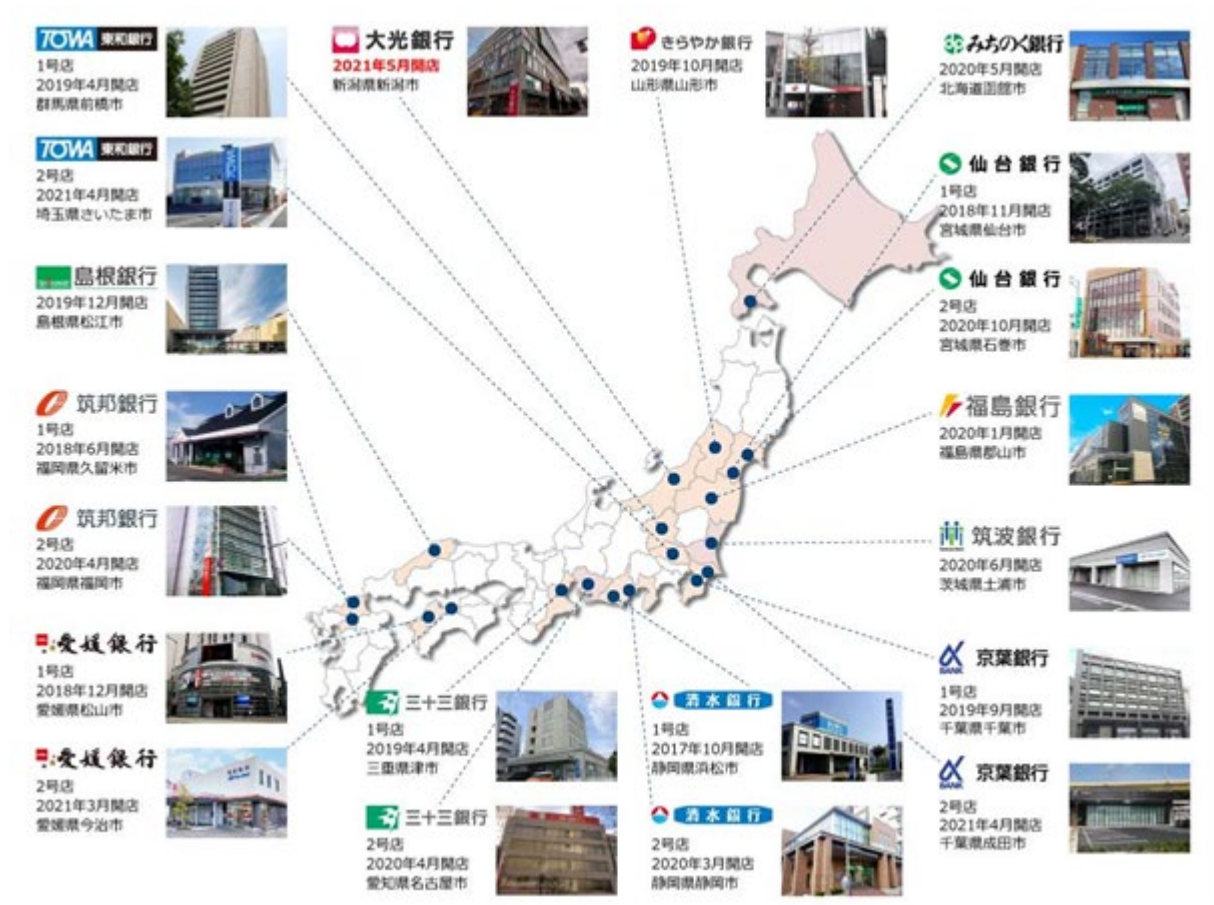 TOWA 東和銀行
1号店
2019年4月開店
群馬県前橋市
TOWA 東和銀行
2号店
2021年4月開店
埼玉県さいたま市
島根銀行
2019年12月開店
島根県松江市
筑邦銀行
1号店
2018年6月開店
福岡県久留米市
筑邦銀行
2号店
2020年4月開店
福岡県福岡市
愛媛銀行
1号店
2018年12月開店
愛媛県松山市
愛媛銀行
2号店
2021年3月開店
愛媛県今治市
大光銀行
2021年5月開店
新潟県新潟市
きらやか銀行
2019年10月開店
山形県山形市
みちのく銀行
2020年5月開店
北海道函館市
仙台銀行
1号店
2018年11月開店
宮城県仙台市
仙台銀行
2号店
2020年10月開店
宮城県石巻市
福島銀行
2020年1月開店
福島県郡山市
筑波銀行
2020年6月開店
茨城県土浦市
BANK 京葉銀行
1号店
2019年9月開店
千葉県千葉市
BANK 京葉銀行
2号店
2021年4月開店
千葉県成田市
三十三銀行
1号店
2019年4月開店
三重県津市
三十三銀行
2号店
2020年4月開店
愛知県名古屋市
清水銀行
1号店
2017年10月開店
静岡県浜松市
清水銀行
2号店
2020年3月開店
静岡県静岡市